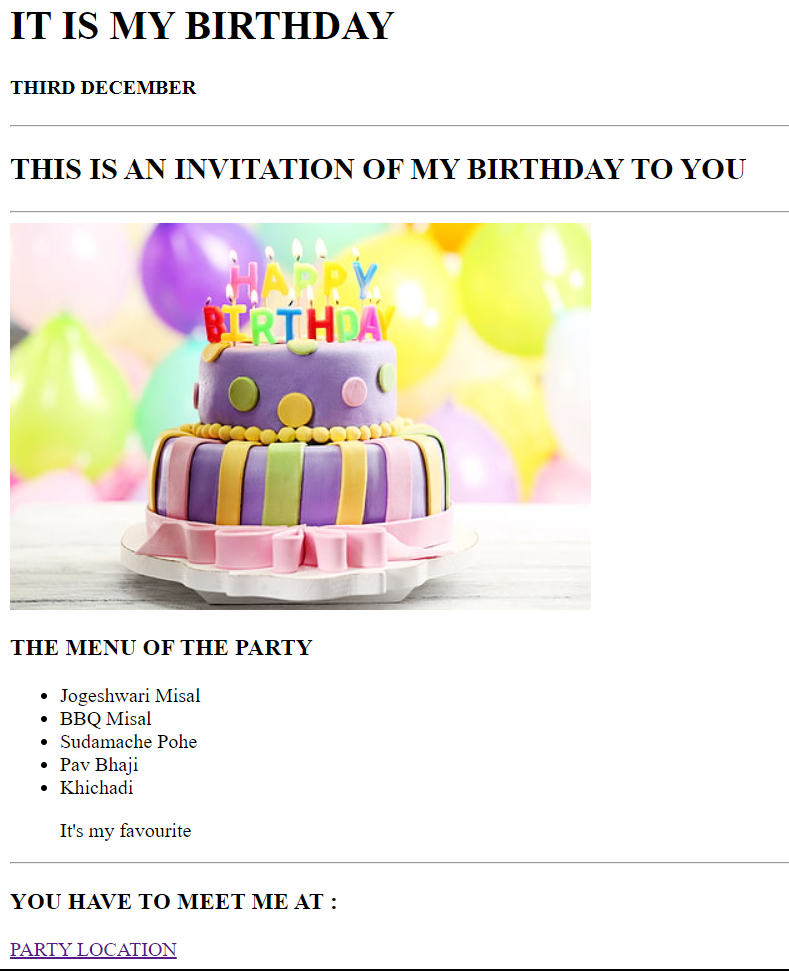 IT IS MY BIRTHDAY
THIRD DECEMBER
THIS IS AN INVITATION OF MY BIRTHDAY TO YOU
HAPPY
BIRTHDAY
THE MENU OF THE PARTY
Jogeshwari Misal
BBQ Misal
Sudamache Pohe
Pav Bhaji
Khichadi
It's my favourite
YOU HAVE TO MEET ME AT :
PARTY LOCATION